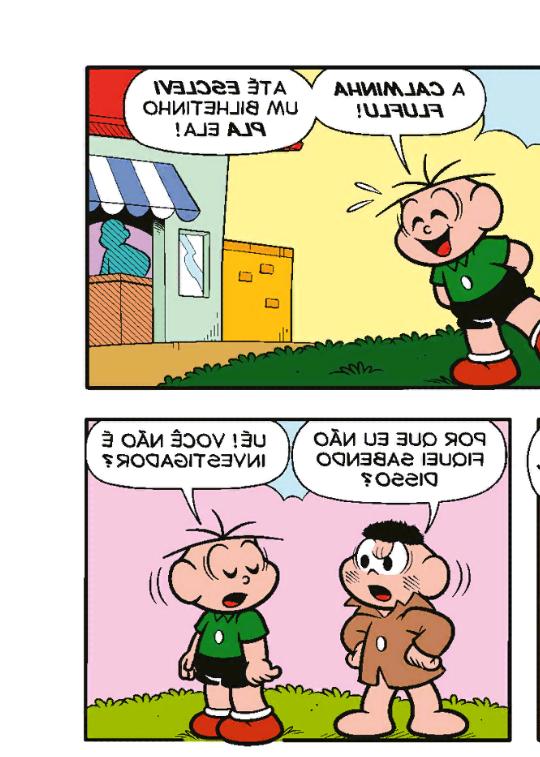 A CALMINHA
FLUFLU!
ATÉ ESCLEVI
UM BILHETINHO
PLA ELA!
POR QUE EU NÃO
FIQUEI SABENDO
DISSO?
UÉ! VOCÊ NÃO É
INVESTIGADOR?